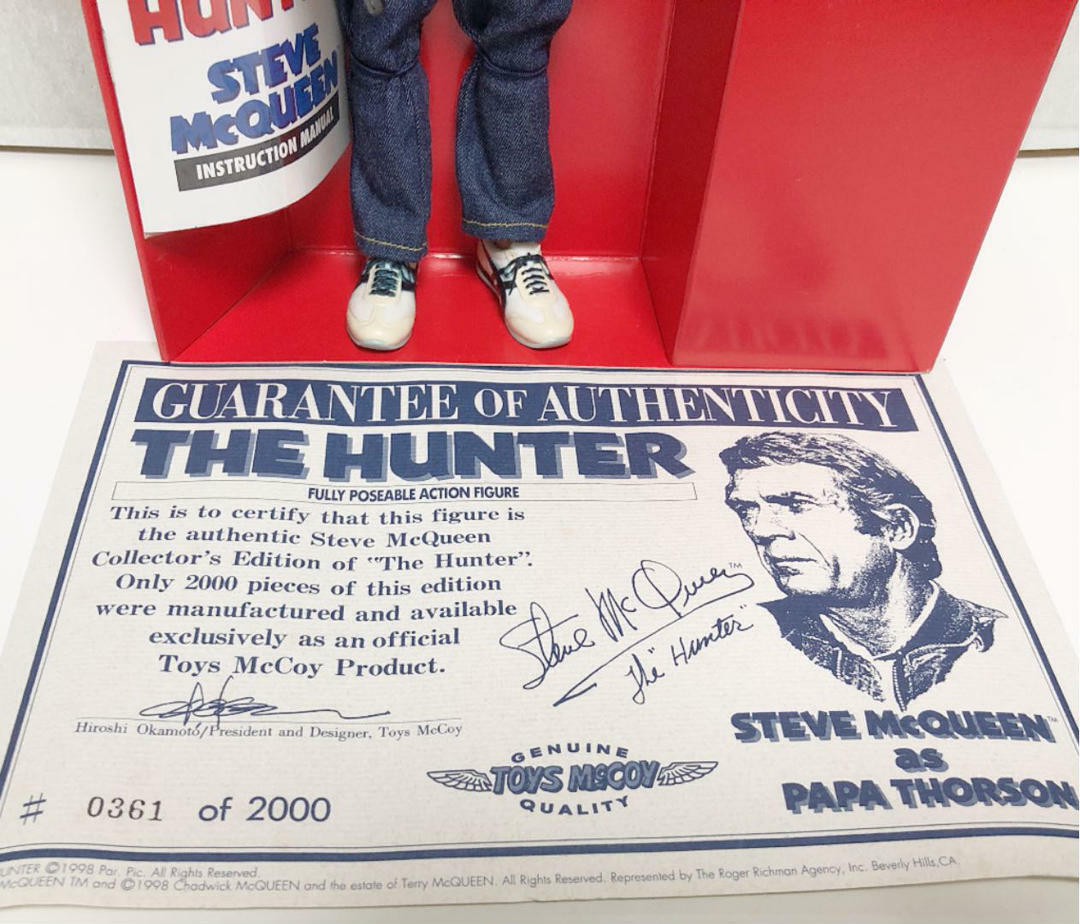 STEVE
McQUEEN
INSTRUCTION MANUAL
GUARANTEE OF AUTHENTICITY
THE HUNTER
FULLY POSEABLE ACTION FIGURE
This is to certify that this figure is
the authentic Steve McQueen
Collector's Edition of "The Hunter".
Only 2000 pieces of this edition
were manufactured and available
exclusively as an official
Toys McCoy Product.
Steve McQueen™
The "Hunter"
Hiroshi Okamoto/President and Designer, Toys McCoy
STEVE McQUEEN™
as
PAPA THORSON
GENUINE
TOYS McCOY
QUALITY
# 0361 of 2000
©1998 Par. Pic. All Rights Reserved.
McQUEEN TM and ©1998 Chadwick McQUEEN and the estate of Terry McQUEEN. All Rights Reserved. Represented by The Roger Richman Agency, Inc. Beverly Hills,CA.